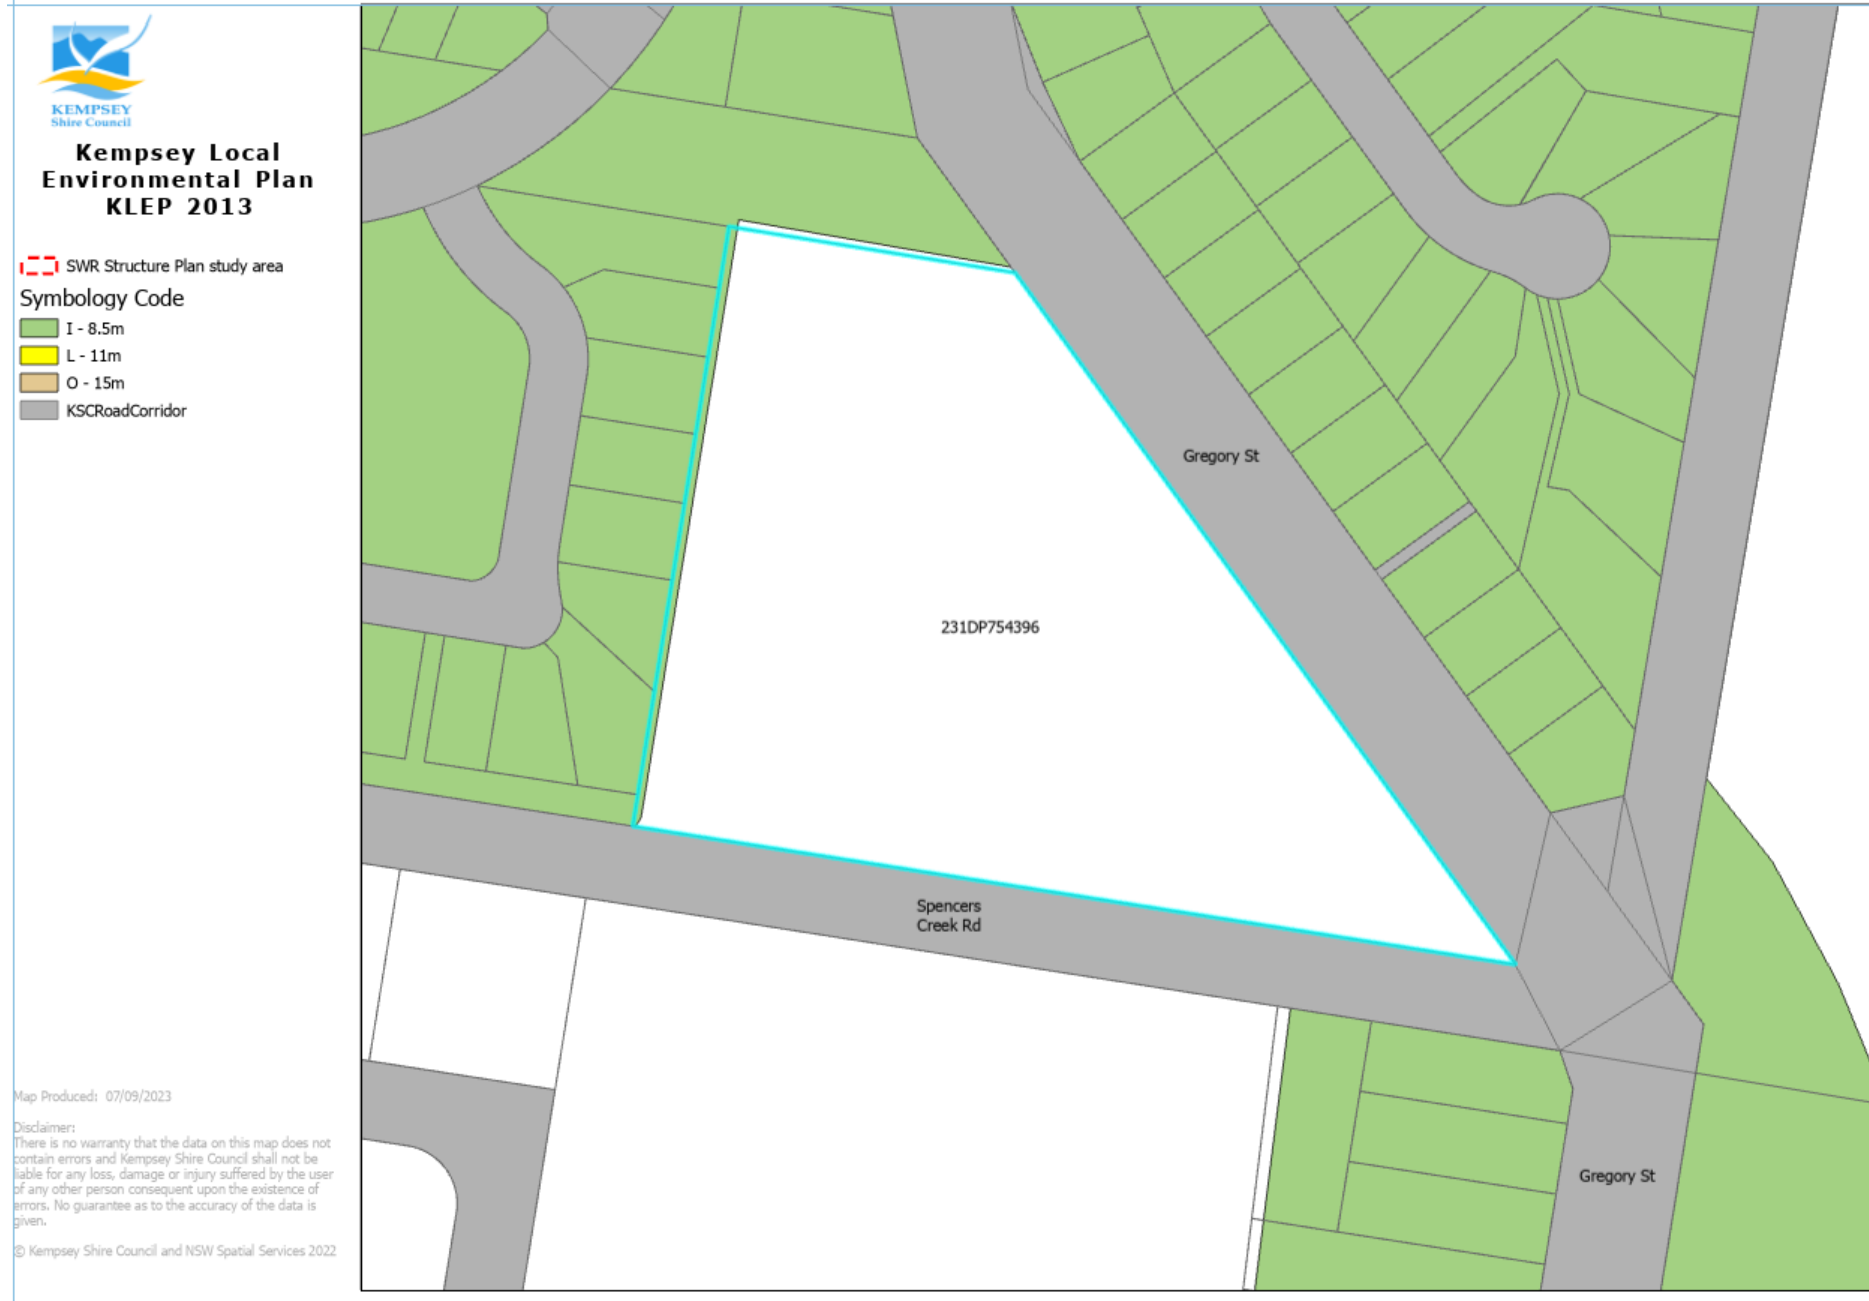 KEMPSEY
Shire Council
Kempsey Local
Environmental Plan
KLEP 2013
SWR Structure Plan study area
Symbology Code
I - 8.5m
L - 11m
O - 15m
KSCRoadCorridor
Gregory St
231DP754396
Spencers
Creek Rd
Gregory St
Map Produced: 07/09/2023
Disclaimer:
There is no warranty that the data on this map does not
contain errors and Kempsey Shire Council shall not be
liable for any loss, damage or injury suffered by the user
of any other person consequent upon the existence of
errors. No guarantee as to the accuracy of the data is
given.
© Kempsey Shire Council and NSW Spatial Services 2022